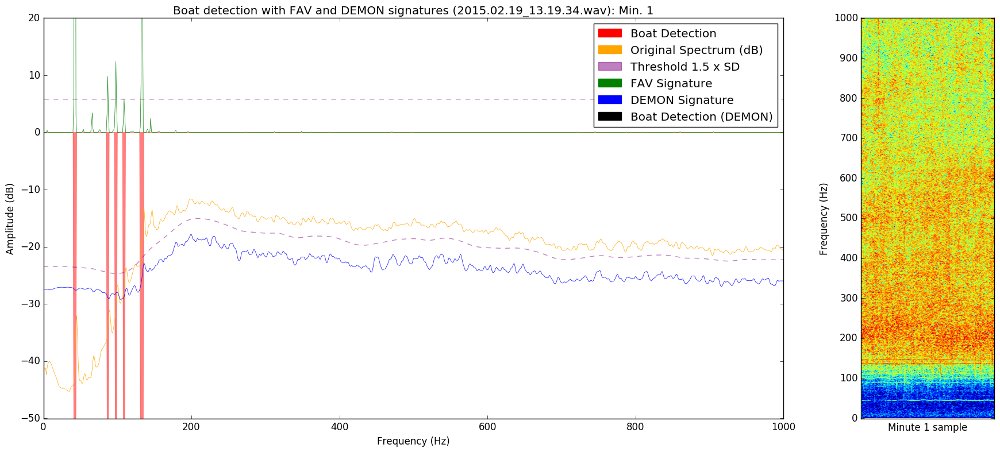 Boat detection with FAV and DEMON signatures (2015.02.19_13.19.34.wav): Min. 1
20
10
0
−10
−20
−30
−40
−50
Amplitude (dB)
0
200
400
600
800
1000
Frequency (Hz)
Boat Detection
Original Spectrum (dB)
Threshold 1.5 x SD
FAV Signature
DEMON Signature
Boat Detection (DEMON)
1000
900
800
700
600
500
400
300
200
100
0
Frequency (Hz)
Minute 1 sample